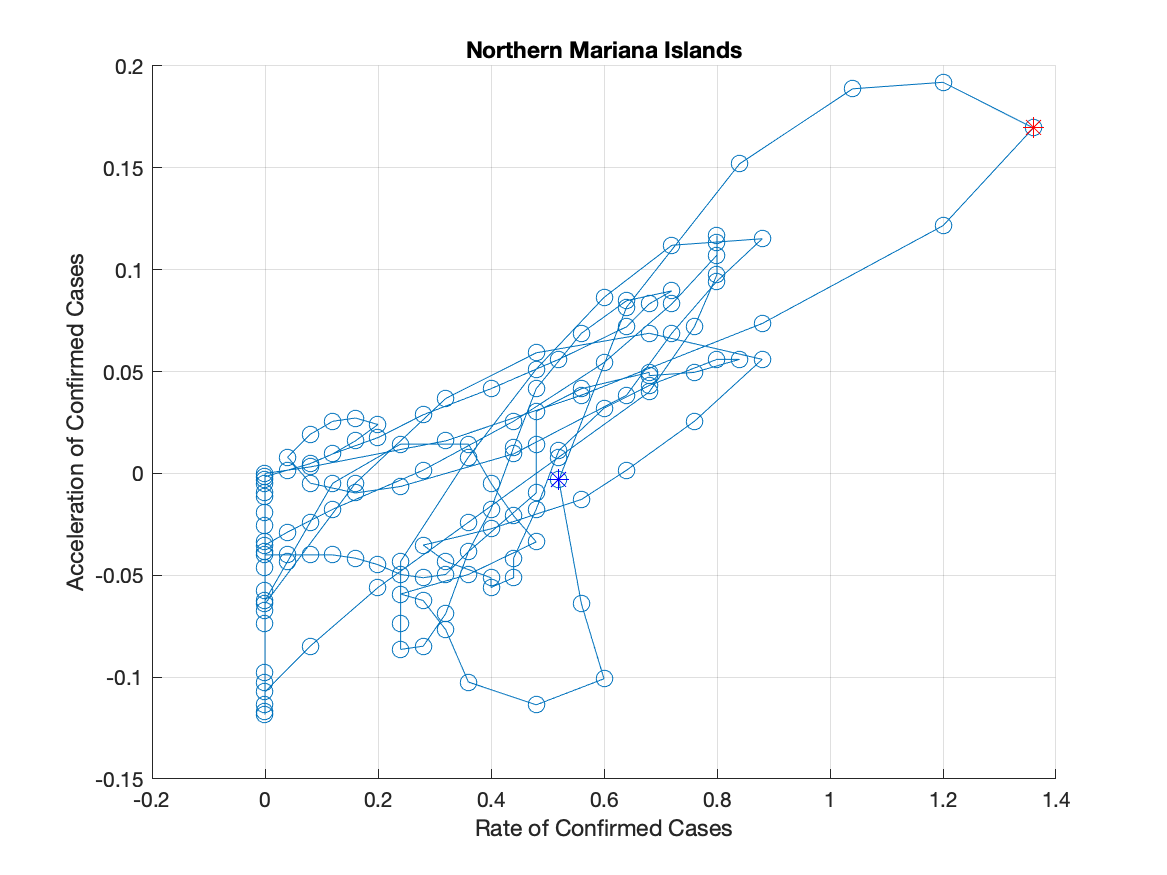 Northern Mariana Islands
0.2
0.15
0.1
0.05
0
-0.05
-0.1
-0.15
Acceleration of Confirmed Cases
-0.2 0 0.2 0.4 0.6 0.8 1 1.2 1.4
Rate of Confirmed Cases